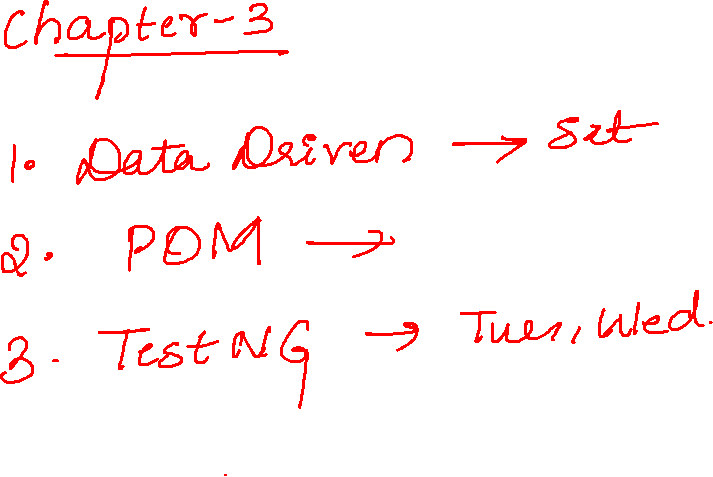 Chapter-3
1. Data Driven → Sat
2. POM →
3. TestNG → Tues, Wed.